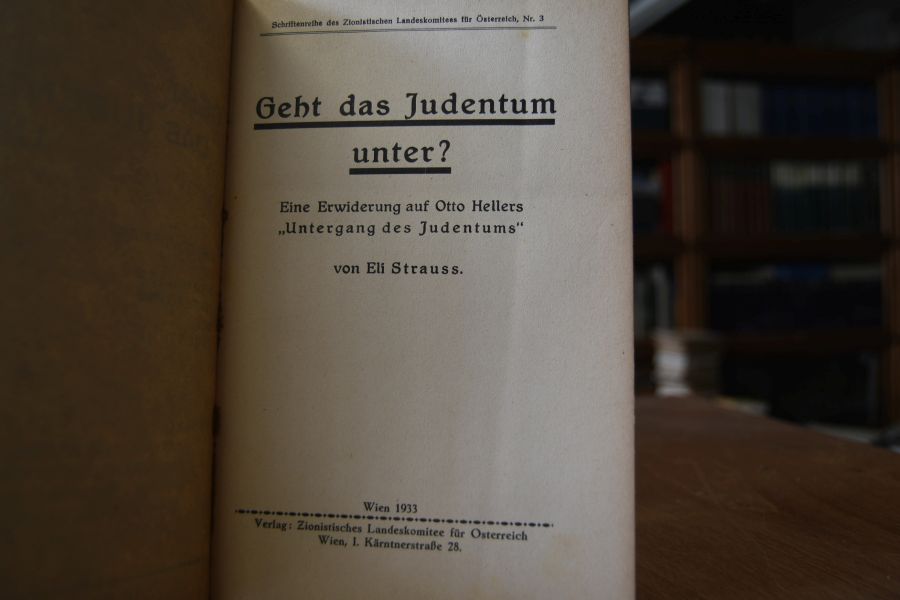 Schriftenreihe des Zionistischen Landeskomitees für Österreich, Nr. 3
Geht das Judentum
unter?
Eine Erwiderung auf Otto Hellers
„Untergang des Judentums“
von Eli Strauss.
Wien 1933
Verlag: Zionistisches Landeskomitee für Österreich
Wien, I. Kärntnerstraße 28.